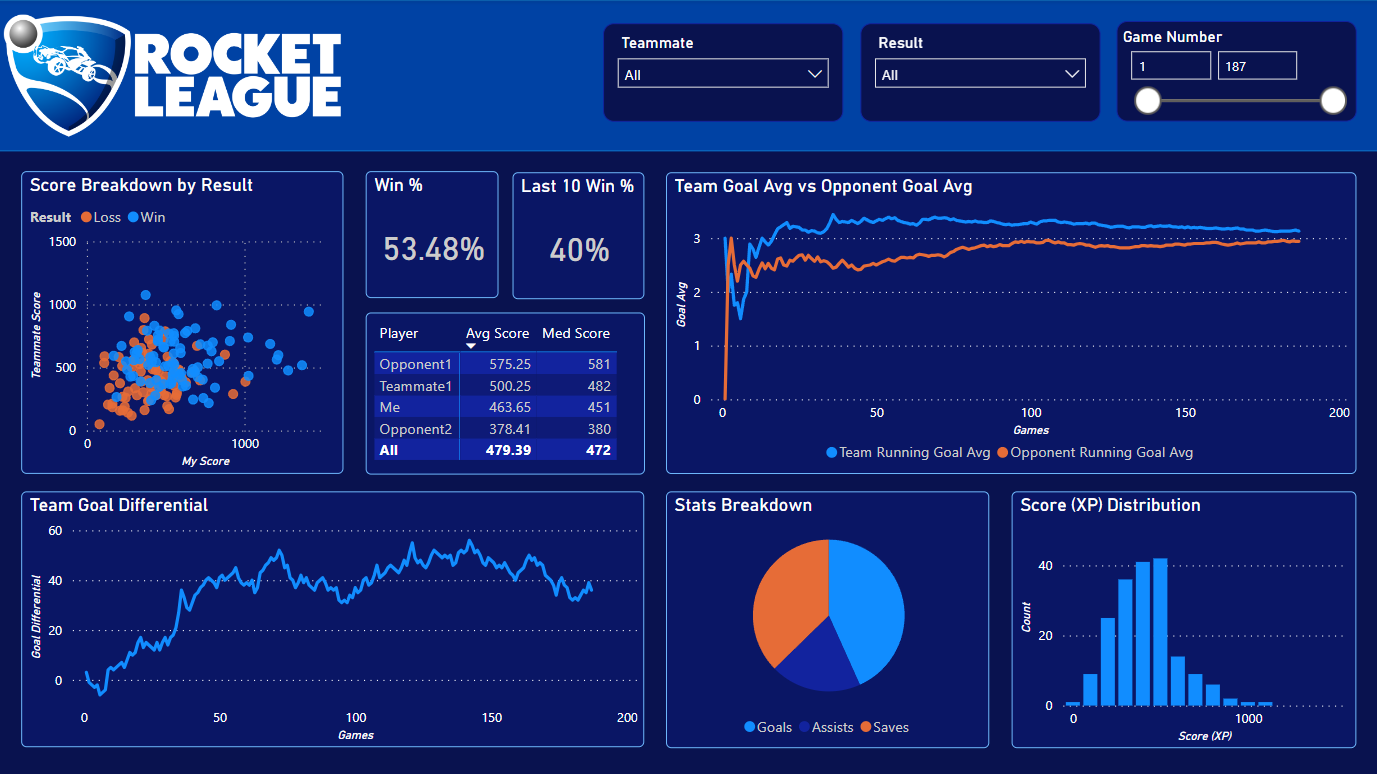 ROCKET
LEAGUE
Teammate
All
Result
All
Game Number
1
187
Score Breakdown by Result
Result Loss Win
1500
1000
500
0
0
1000
Teammate Score
My Score
Win %
53.48%
Last 10 Win %
40%
Player Avg Score Med Score
Opponent1 575.25 581
Teammate1 500.25 482
Me 463.65 451
Opponent2 378.41 380
All 479.39 472
Team Goal Avg vs Opponent Goal Avg
3
2
1
0
Goal Avg
0 50 100 150 200
Games
Team Running Goal Avg Opponent Running Goal Avg
Team Goal Differential
60
40
20
0
Goal Differential
0 50 100 150 200
Games
Stats Breakdown
Goals Assists Saves
Score (XP) Distribution
40
20
0
Count
0 1000
Score (XP)